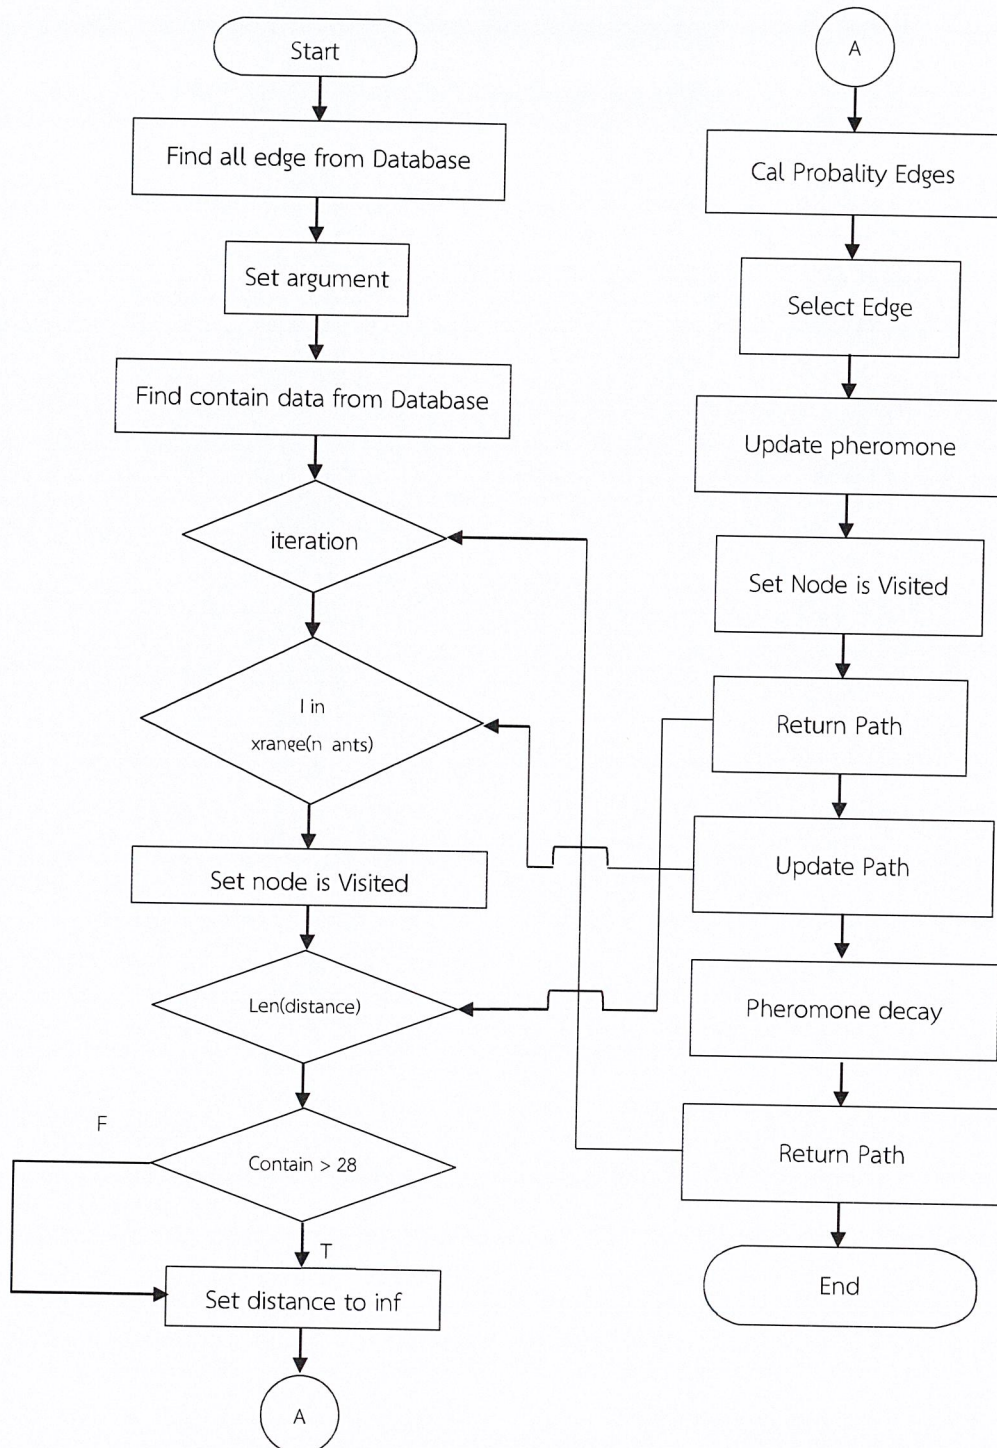 Start
Find all edge from Database
Set argument
Find contain data from Database
iteration
I in
xrange(n ants)
Set node is Visited
Len(distance)
F
Contain > 28
T
Set distance to inf
A
A
Cal Probality Edges
Select Edge
Update pheromone
Set Node is Visited
Return Path
Update Path
Pheromone decay
Return Path
End